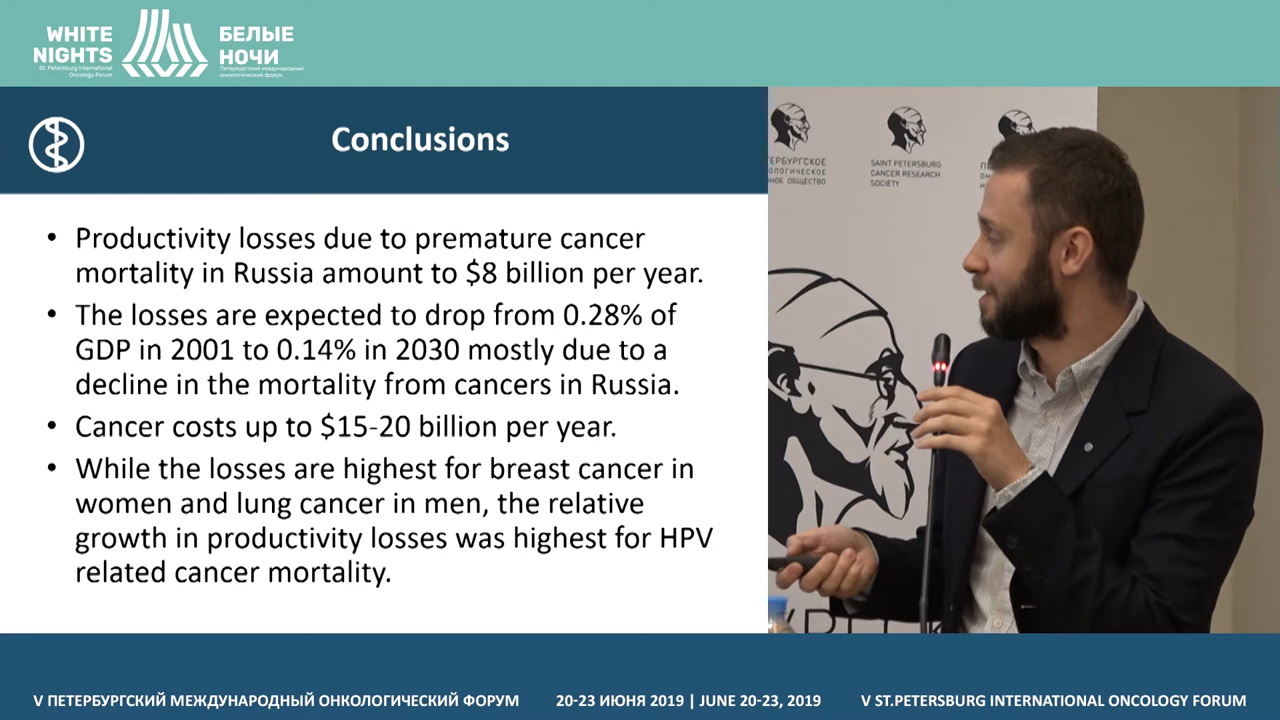 WHITE
NIGHTS
St. Petersburg International
Oncology Forum
БЕЛЫЕ
НОЧИ
Петербургский международный
онкологический форум
Conclusions
• Productivity losses due to premature cancer
mortality in Russia amount to $8 billion per year.
• The losses are expected to drop from 0.28% of
GDP in 2001 to 0.14% in 2030 mostly due to a
decline in the mortality from cancers in Russia.
• Cancer costs up to $15-20 billion per year.
• While the losses are highest for breast cancer in
women and lung cancer in men, the relative
growth in productivity losses was highest for HPV
related cancer mortality.
SAINT PETERSBURG
CANCER RESEARCH
SOCIETY
V ПЕТЕРБУРГСКИЙ МЕЖДУНАРОДНЫЙ ОНКОЛОГИЧЕСКИЙ ФОРУМ
20-23 ИЮНЯ 2019 | JUNE 20-23, 2019
V ST.PETERSBURG INTERNATIONAL ONCOLOGY FORUM